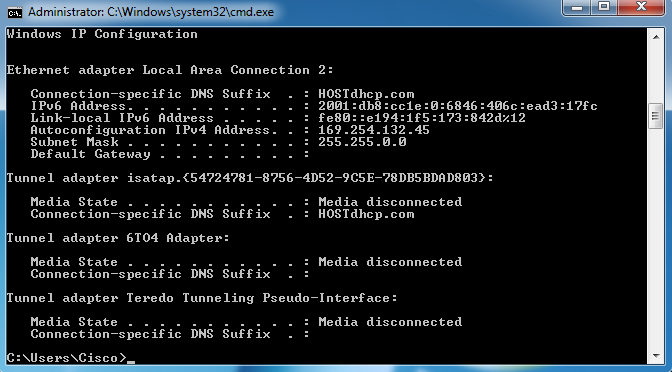 Administrator: C:\Windows\system32\cmd.exe
Windows IP Configuration
Ethernet adapter Local Area Connection 2:
Connection-specific DNS Suffix  . : HOSTdhcp.com
IPv6 Address. . . . . . . . . . . : 2001:db8:cc1e:0:6846:406c:ead3:17fc
Link-local IPv6 Address . . . . . : fe80::e194:1f5:173:842dx12
Autoconfiguration IPv4 Address. . : 169.254.132.45
Subnet Mask . . . . . . . . . . . : 255.255.0.0
Default Gateway . . . . . . . . . :
Tunnel adapter isatap.{54724781-8756-4D52-9C5E-78DB5BDAD803}:
Media State . . . . . . . . . . . : Media disconnected
Connection-specific DNS Suffix  . : HOSTdhcp.com
Tunnel adapter 6TO4 Adapter:
Media State . . . . . . . . . . . : Media disconnected
Connection-specific DNS Suffix  . :
Tunnel adapter Teredo Tunneling Pseudo-Interface:
Media State . . . . . . . . . . . : Media disconnected
Connection-specific DNS Suffix  . :
C:\Users\Cisco>_